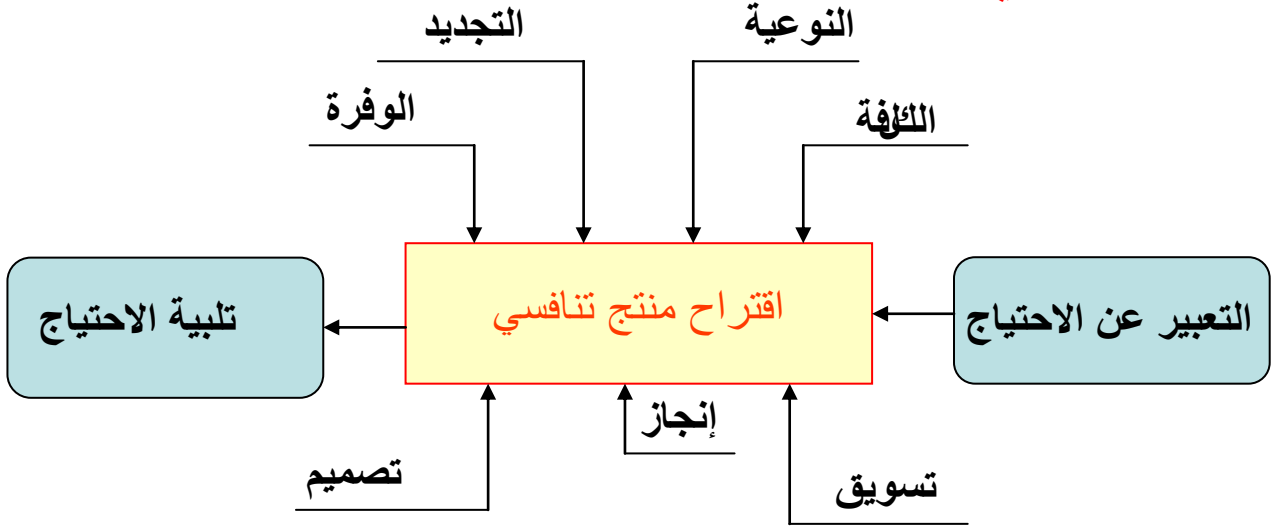 النوعية
التجديد
الوفرة
الكلفة
اقتراح منتج تنافسي
التعبير عن الاحتياج
تلبية الاحتياج
إنجاز
تصميم
تسويق